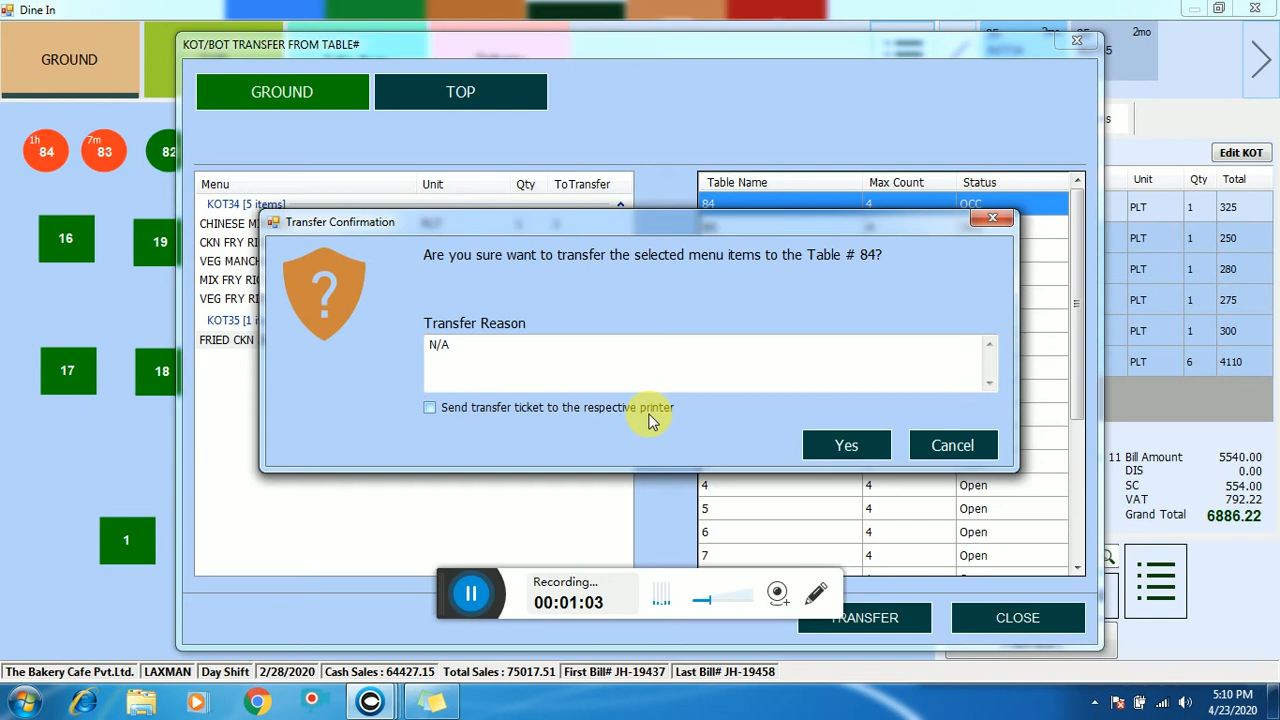 Dine In
GROUND
2mo
2mo
KOT/BOT TRANSFER FROM TABLE#
GROUND
TOP
1h
84
7m
83
82
16
19
17
18
1
Menu Unit Qty ToTransfer
KOT34 [5 items]
CHINESE M
CKN FRY RI
VEG MANCH
MIX FRY RI
VEG FRY RI
KOT35 [1 i
FRIED CKN
Table Name Max Count Status
84 4 OCC
4 4 Open
5 4 Open
6 4 Open
7 4 Open
Transfer Confirmation
Are you sure want to transfer the selected menu items to the Table # 84?
Transfer Reason
N/A
Send transfer ticket to the respective printer
Yes
Cancel
Edit KOT
Unit Qty Total
PLT 1 325
PLT 1 250
PLT 1 280
PLT 1 275
PLT 1 300
PLT 6 4110
11 Bill Amount 5540.00
DIS 0.00
SC 554.00
VAT 792.22
Grand Total 6886.22
Recording...
00:01:03
TRANSFER
CLOSE
The Bakery Cafe Pvt.Ltd. LAXMAN Day Shift 2/28/2020 Cash Sales : 64427.15 Total Sales : 75017.51 First Bill# JH-19437 Last Bill# JH-19458
5:10 PM
4/23/2020